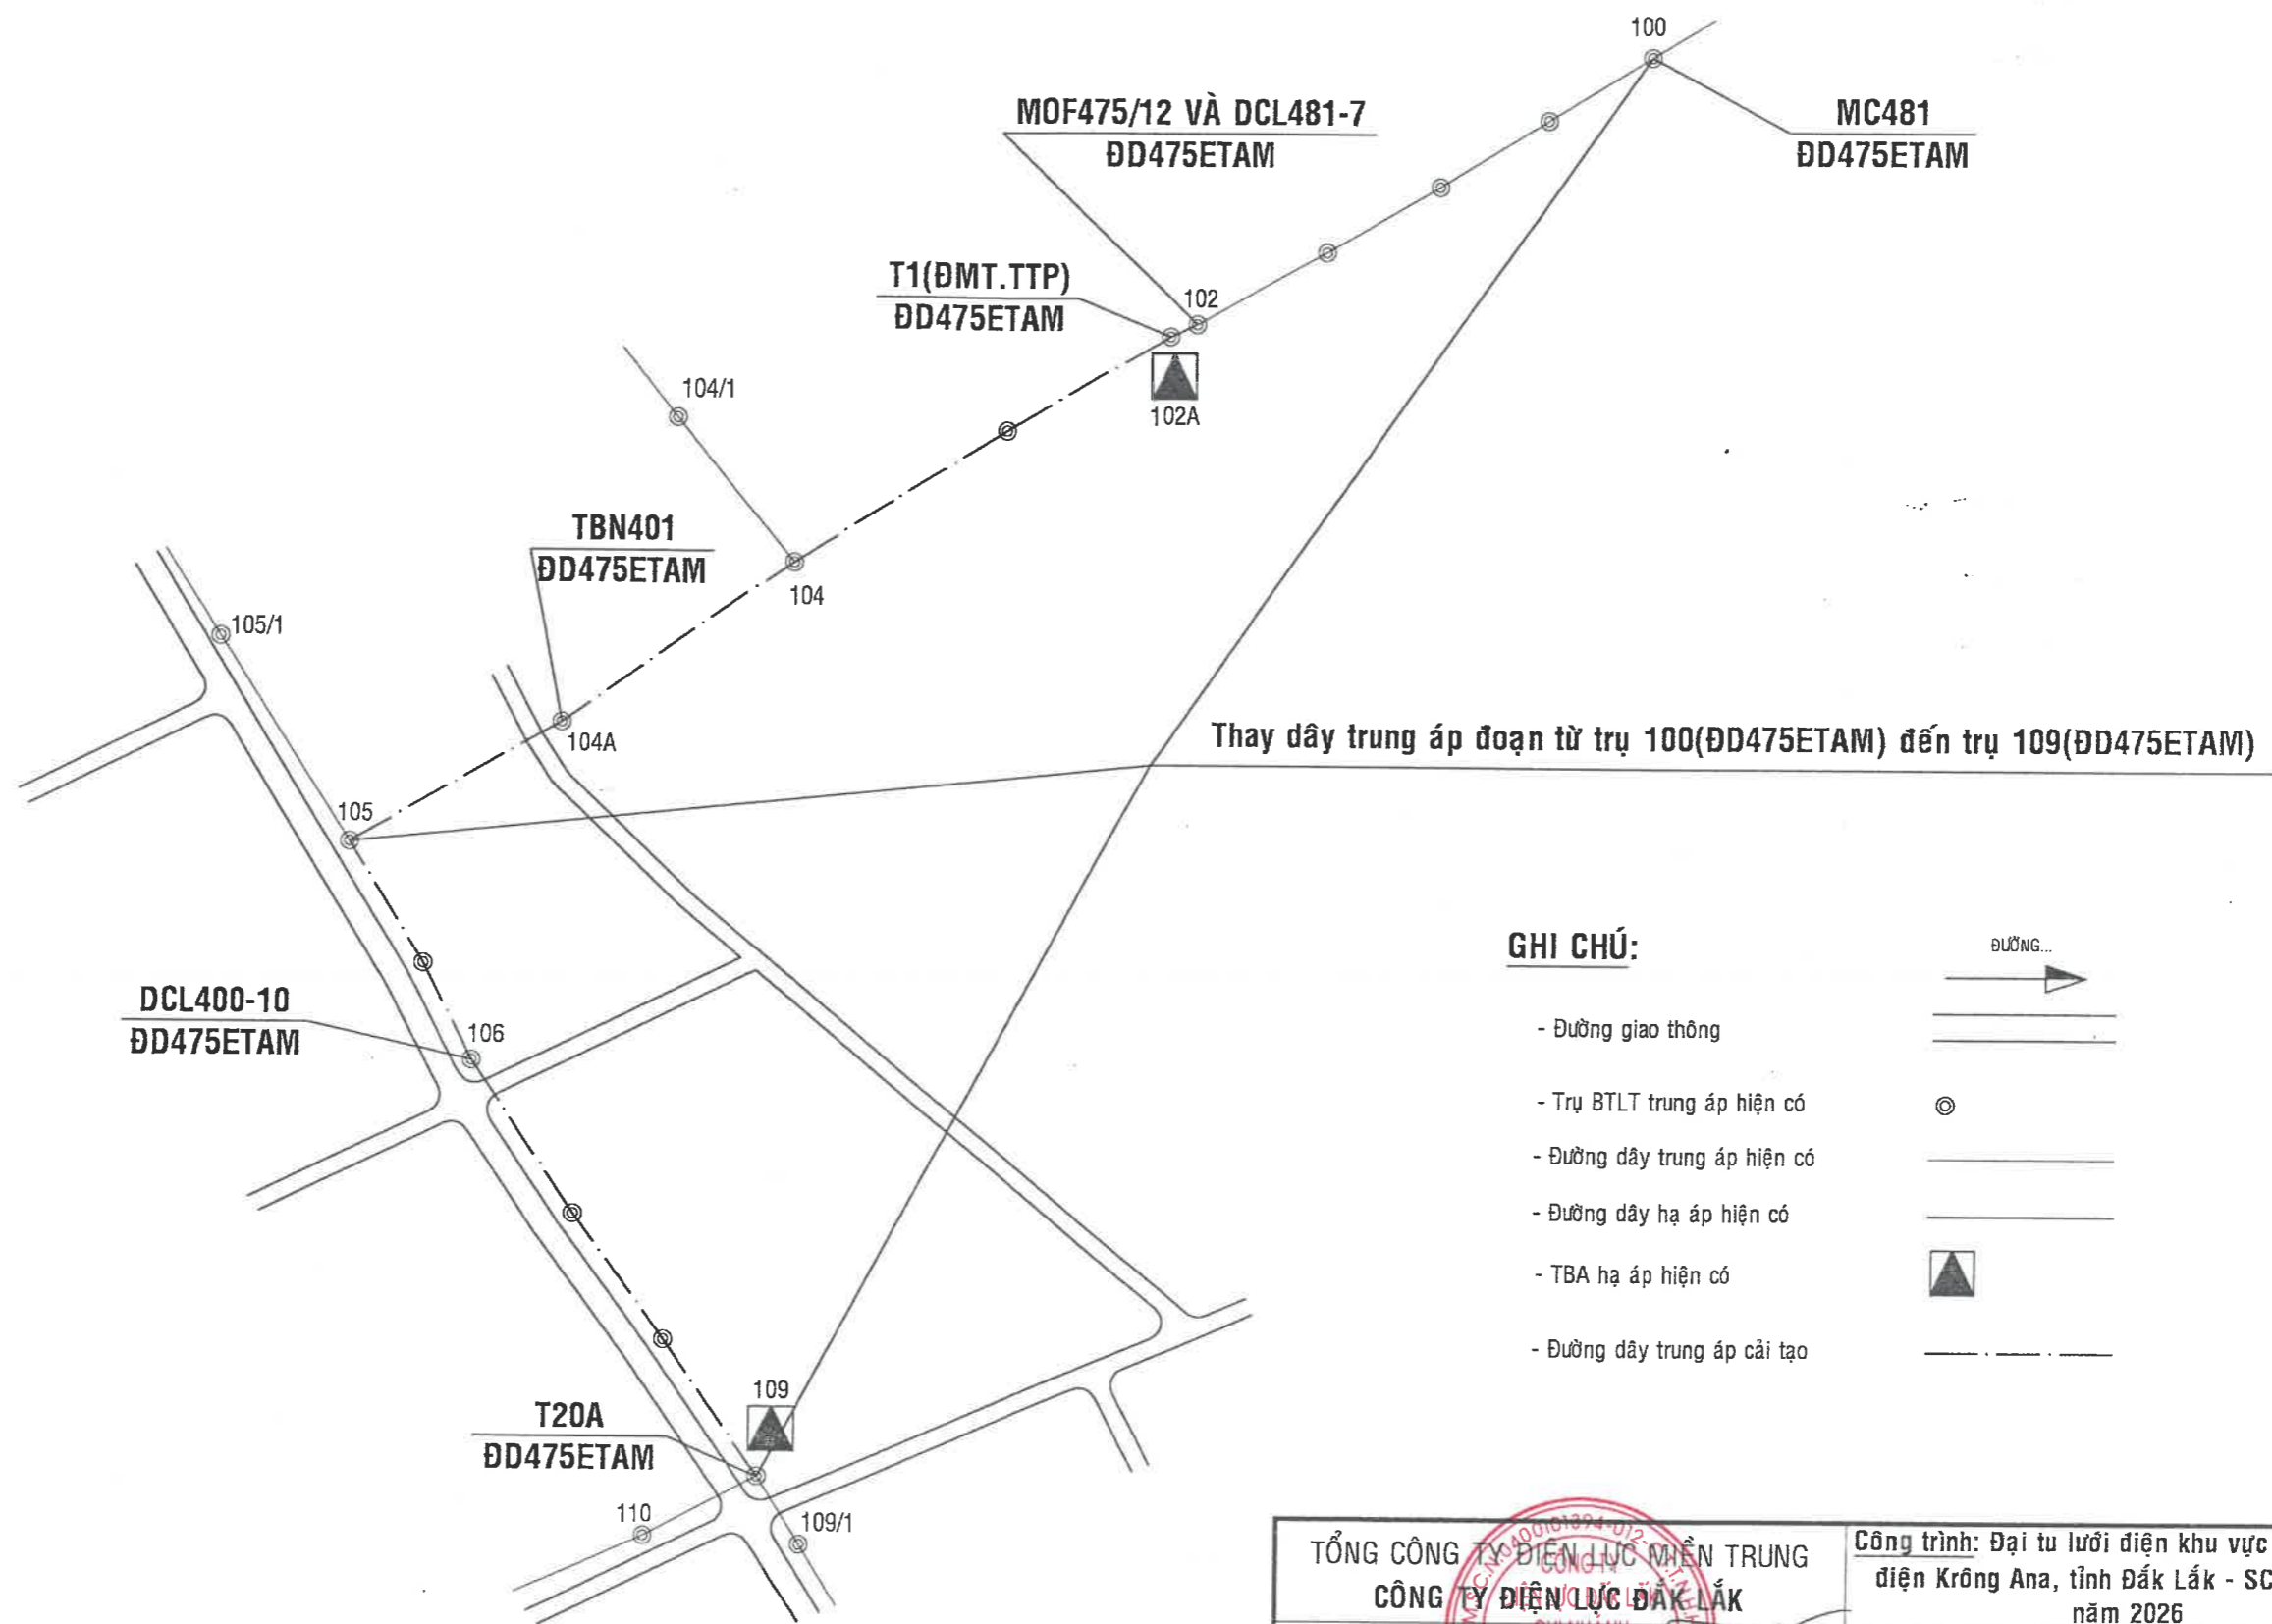 100
MOF475/12 VÀ DCL481-7
ĐD475ETAM
MC481
ĐD475ETAM
T1(ĐMT.TTP)
ĐD475ETAM
102
102A
104/1
TBN401
ĐD475ETAM
104
105/1
104A
Thay dây trung áp đoạn từ trụ 100(ĐD475ETAM) đến trụ 109(ĐD475ETAM)
105
DCL400-10
ĐD475ETAM
106
GHI CHÚ:
ĐƯỜNG...
- Đường giao thông
- Trụ BTLT trung áp hiện có
- Đường dây trung áp hiện có
- Đường dây hạ áp hiện có
- TBA hạ áp hiện có
- Đường dây trung áp cải tạo
109
T20A
ĐD475ETAM
110
109/1
TỔNG CÔNG TY ĐIỆN LỰC MIỀN TRUNG
CÔNG TY ĐIỆN LỰC ĐẮK LẮK
Công trình: Đại tu lưới điện khu vực
điện Krông Ana, tỉnh Đắk Lắk - SC
năm 2026
CÔNG TY